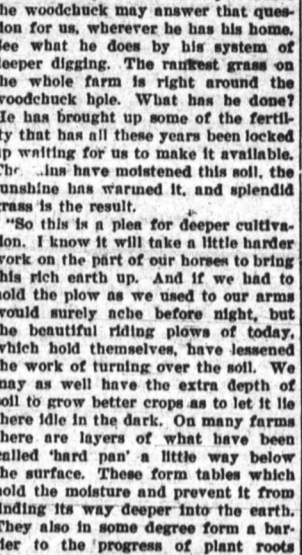 he woodchuck may answer that ques-
ion for us, wherever he has his home.
ee what he does by his system of
eeper digging. The rankest grass on
he whole farm is right around the
woodchuck hole. What has he done?
He has brought up some of the fertil-
ty that has all these years been locked
p waiting for us to make it available.
The ..ins have moistened this soil, the
unshine has warmed it, and splendid
rass is the result.
"So this is a plea for deeper cultiva-
ion. I know it will take a little harder
work on the part of our horses to bring
his rich earth up. And if we had to
old the plow as we used to our arms
would surely ache before night, but
he beautiful riding plows of today,
which hold themselves, have lessened
he work of turning over the soil. We
may as well have the extra depth of
oil to grow better crops as to let it lie
here idle in the dark. On many farms
here are layers of what have been
alled 'hard pan' a little way below
he surface. These form tables which
old the moisture and prevent it from
inding its way deeper into the earth.
They also in some degree form a bar-
ier to the progress of plant roots